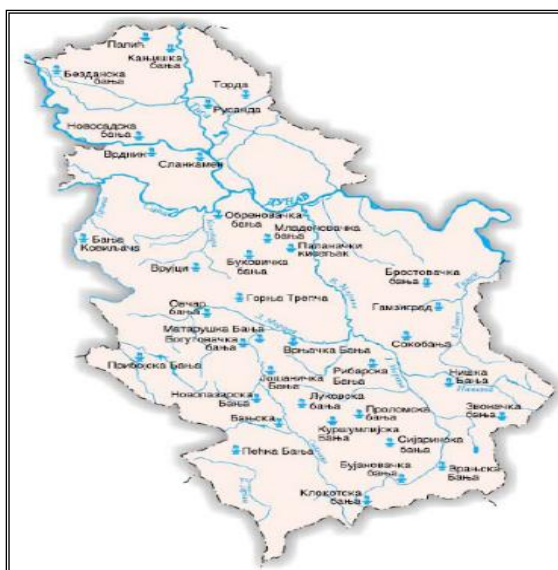 Палић
Кањишка
бања
Безданска
бања
Торда
Русанда
Новосадска
бања
Врдник
Сланкамен
ДУНАВ
Обреновачка
бања
Младеновачка
бања
Паланачки
кисељак
Бања
Ковиљача
Буковичка
бања
Врујци
Брестовачка
бања
Горња Трепча
Гамзиград
Овчар
бања
Матарушка Бања
Богутовачка
бања
Врњачка Бања
Сокобања
Прибојска Бања
Рибарска
Бања
Нишка
Бања
Јошаничка
Бања
Новопазарска
Бања
Луковска
бања
Проломска
бања
Звоначка
бања
Бањска
Куршумлијска
Бања
Сијаринска
бања
Пећка Бања
Бујановачка
бања
Врањска
Бања
Клокотска
бања